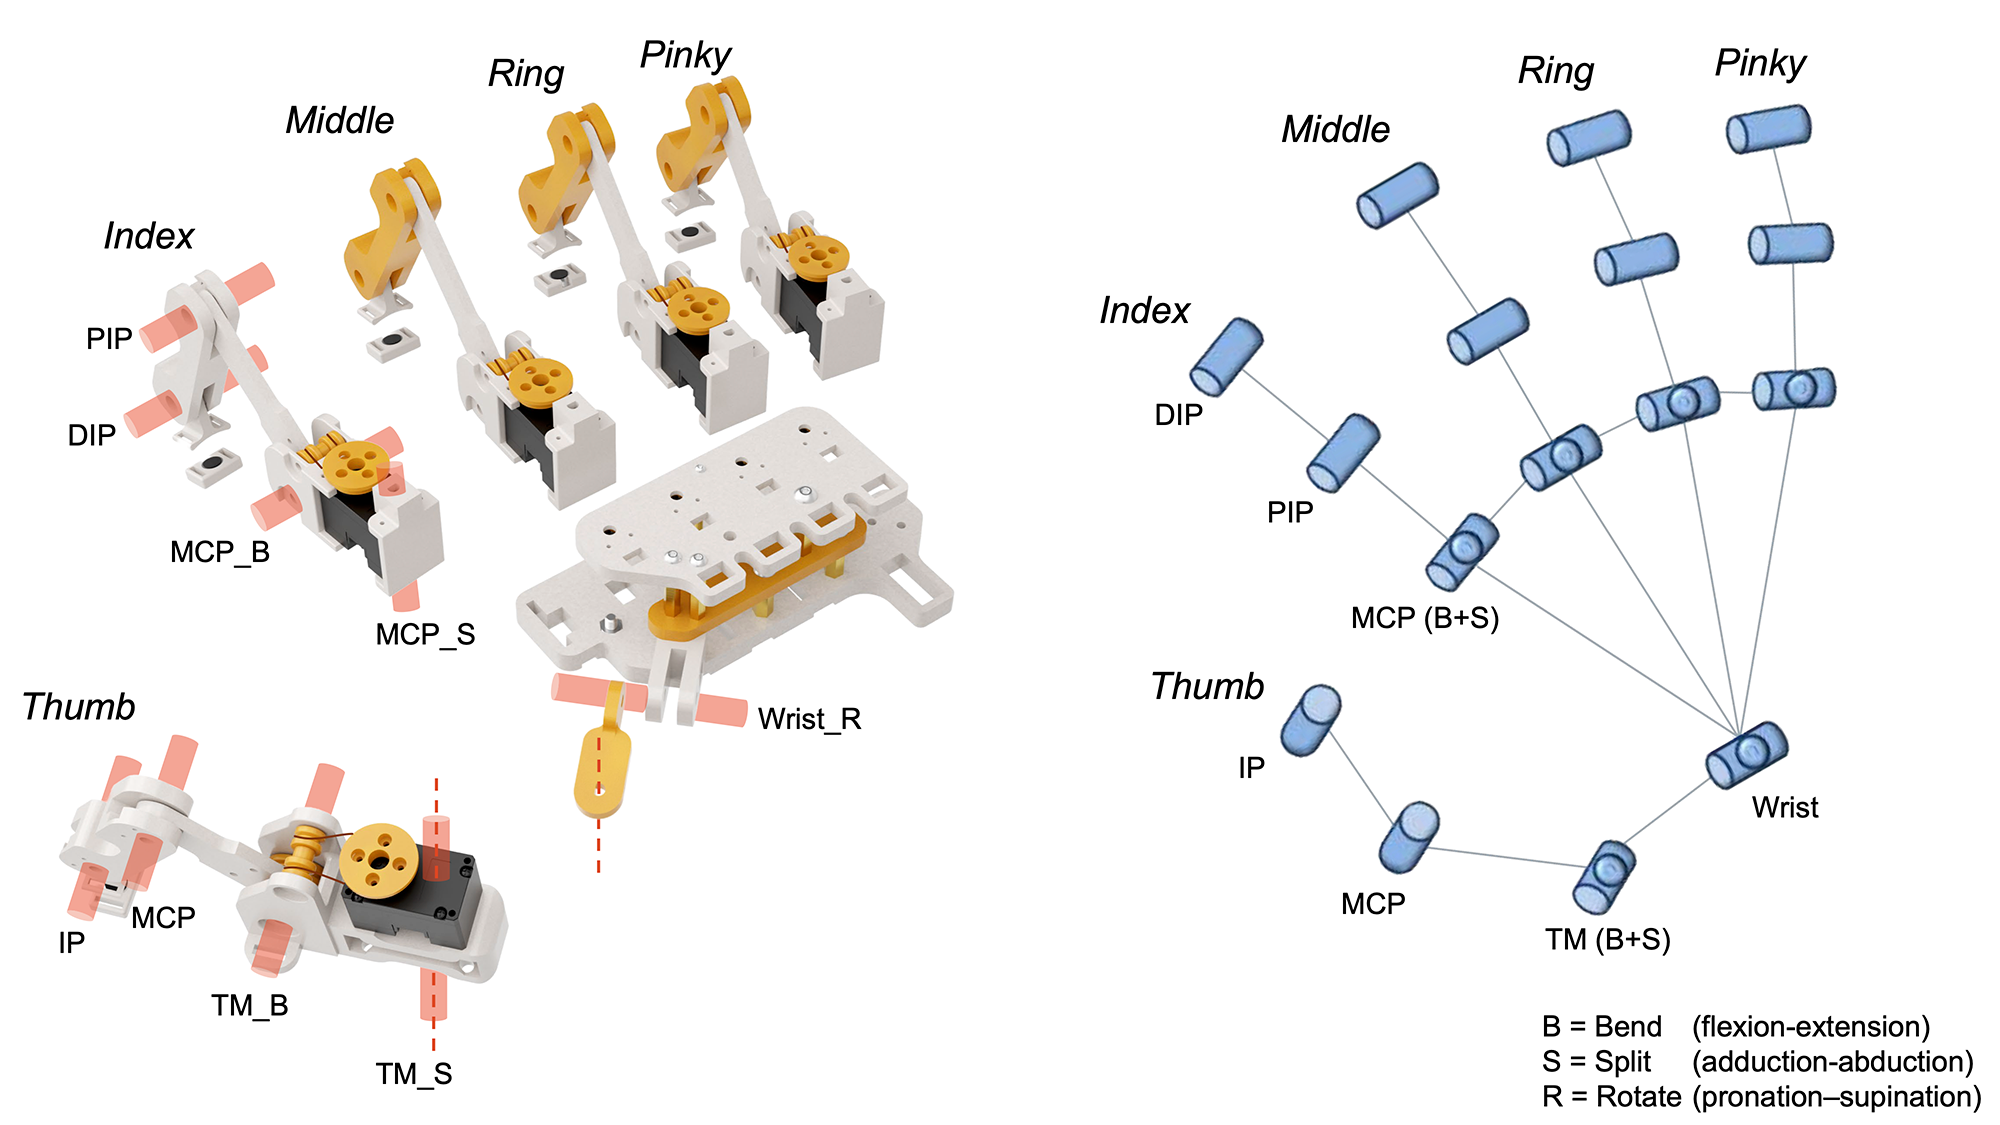 Pinky
Ring
Middle
Index
PIP
DIP
MCP_B
MCP_S
Wrist_R
Thumb
MCP
IP
TM_B
TM_S
Pinky
Ring
Middle
Index
DIP
PIP
MCP (B+S)
Thumb
IP
Wrist
MCP
TM (B+S)
B = Bend (flexion-extension)
S = Split (adduction-abduction)
R = Rotate (pronation–supination)